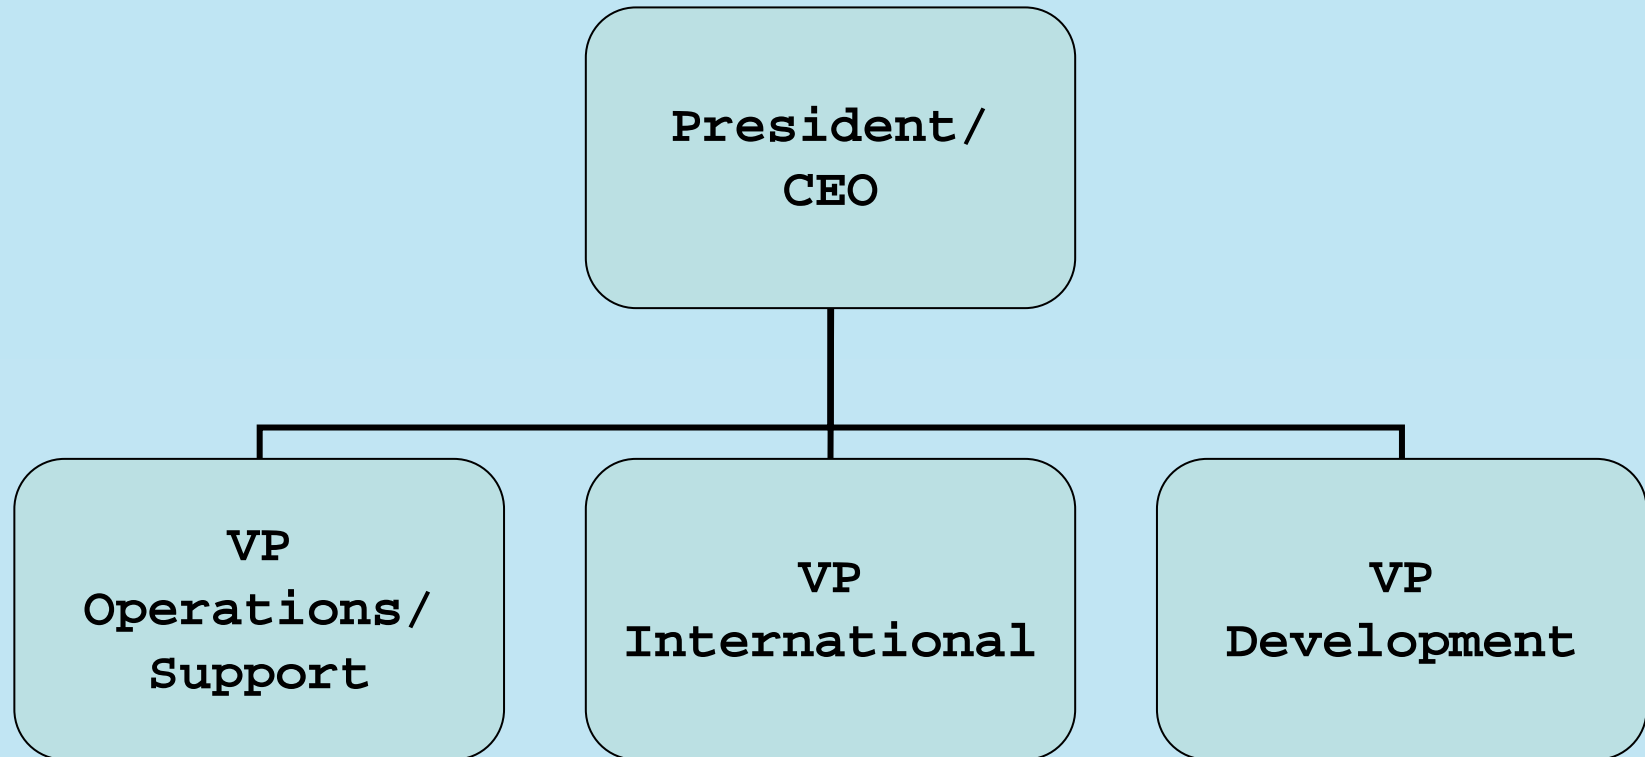 President/
CEO
VP
Operations/
Support
VP
International
VP
Development